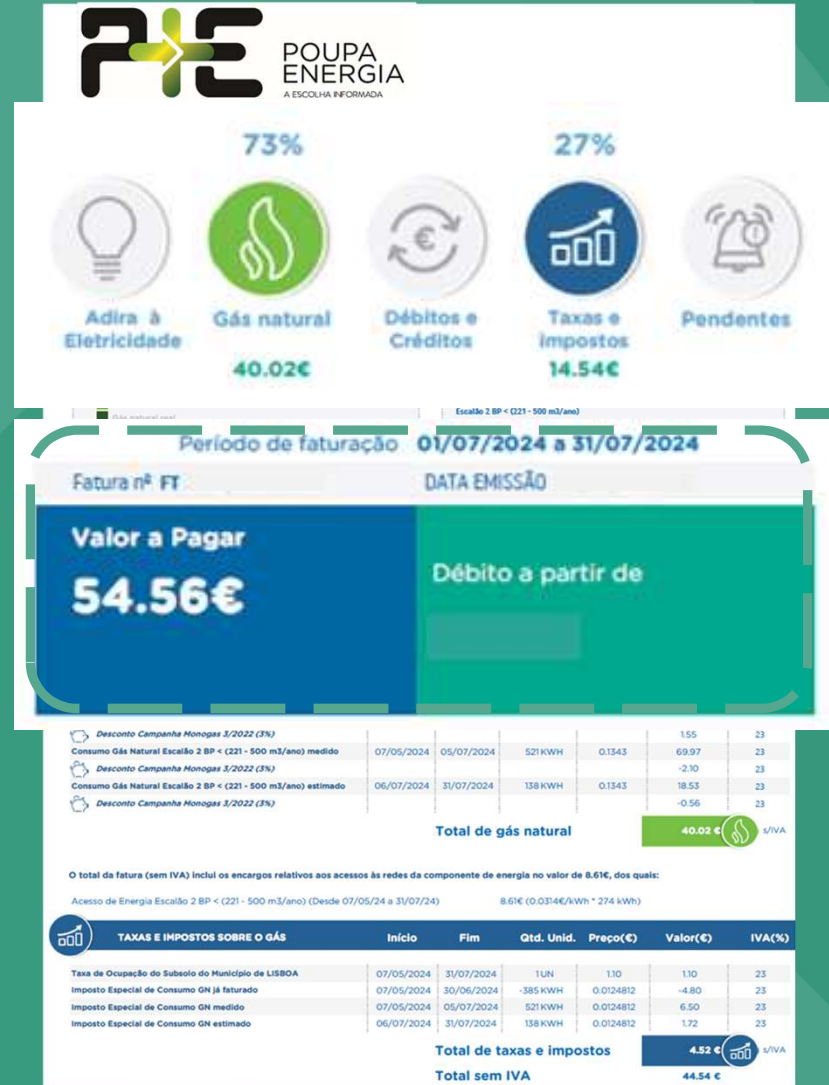 P+E
POUPA
ENERGIA
A ESCOLHA INFORMADA
73% 27%
Adira à Eletricidade
Gás natural
40.02€
Débitos e Créditos
Taxas e impostos
14.54€
Pendentes
Gás natural real
Escalão 2 BP < (221 - 500 m3/ano)
Período de faturação 01/07/2024 a 31/07/2024
Fatura nº FT DATA EMISSÃO
Valor a Pagar
54.56€
Débito a partir de
Desconto Campanha Monogas 3/2022 (3%) 1.55 23
Consumo Gás Natural Escalão 2 BP < (221 - 500 m3/ano) medido 07/05/2024 05/07/2024 521 KWH 0.1343 69.97 23
Desconto Campanha Monogas 3/2022 (3%) -2.10 23
Consumo Gás Natural Escalão 2 BP < (221 - 500 m3/ano) estimado 06/07/2024 31/07/2024 138 KWH 0.1343 18.53 23
Desconto Campanha Monogas 3/2022 (3%) -0.56 23
Total de gás natural 40.02 € s/IVA
O total da fatura (sem IVA) inclui os encargos relativos aos acessos às redes da componente de energia no valor de 8.61€, dos quais:
Acesso de Energia Escalão 2 BP < (221 - 500 m3/ano) (Desde 07/05/24 a 31/07/24) 8.61€ (0.0314€/kWh * 274 kWh)
TAXAS E IMPOSTOS SOBRE O GÁS Início Fim Qtd. Unid. Preço(€) Valor(€) IVA(%)
Taxa de Ocupação do Subsolo do Município de LISBOA 07/05/2024 31/07/2024 1 UN 1.10 1.10 23
Imposto Especial de Consumo GN já faturado 07/05/2024 30/06/2024 -385 KWH 0.0124812 -4.80 23
Imposto Especial de Consumo GN medido 07/05/2024 05/07/2024 521 KWH 0.0124812 6.50 23
Imposto Especial de Consumo GN estimado 06/07/2024 31/07/2024 138 KWH 0.0124812 1.72 23
Total de taxas e impostos 4.52 € s/IVA
Total sem IVA 44.54 €